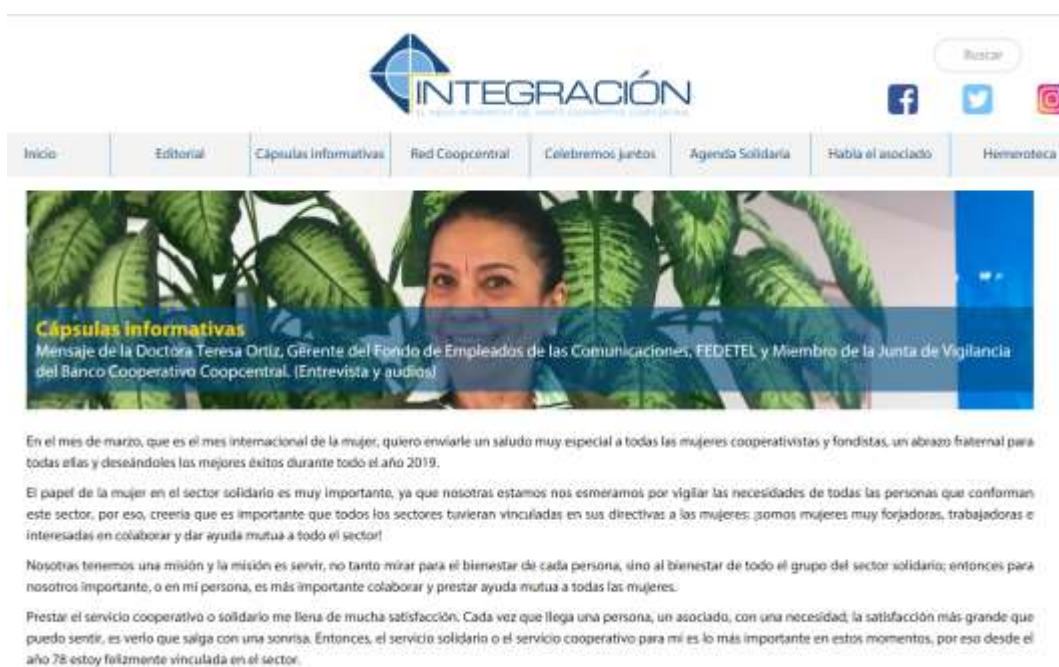 INTEGRACIÓN
Buscar
Inicio
Editorial
Cápsulas informativas
Red Coopcentral
Celebremos juntos
Agenda Solidaria
Habla el asociado
Hemeroteca
Cápsulas informativas
Mensaje de la Doctora Teresa Ortiz, Gerente del Fondo de Empleados de las Comunicaciones, FEDETEL y Miembro de la Junta de Vigilancia
del Banco Cooperativo Coopcentral. (Entrevista y audios)
En el mes de marzo, que es el mes internacional de la mujer, quiero enviarle un saludo muy especial a todas las mujeres cooperativistas y fondistas, un abrazo fraternal para
todas ellas y deseándoles los mejores éxitos durante todo el año 2019.
El papel de la mujer en el sector solidario es muy importante, ya que nosotras estamos nos esmeramos por vigilar las necesidades de todas las personas que conforman
este sector, por eso, creería que es importante que todos los sectores tuvieran vinculadas en sus directivas a las mujeres: ¡somos mujeres muy forjadoras, trabajadoras e
interesadas en colaborar y dar ayuda mutua a todo el sector!
Nosotras tenemos una misión y la misión es servir, no tanto mirar para el bienestar de cada persona, sino al bienestar de todo el grupo del sector solidario; entonces para
nosotros importante, o en mi persona, es más importante colaborar y prestar ayuda mutua a todas las mujeres.
Prestar el servicio cooperativo o solidario me llena de mucha satisfacción. Cada vez que llega una persona, un asociado, con una necesidad; la satisfacción más grande que
puedo sentir, es verlo que salga con una sonrisa. Entonces, el servicio solidario o el servicio cooperativo para mi es lo más importante en estos momentos, por eso desde el
año 78 estoy felizmente vinculada en el sector.